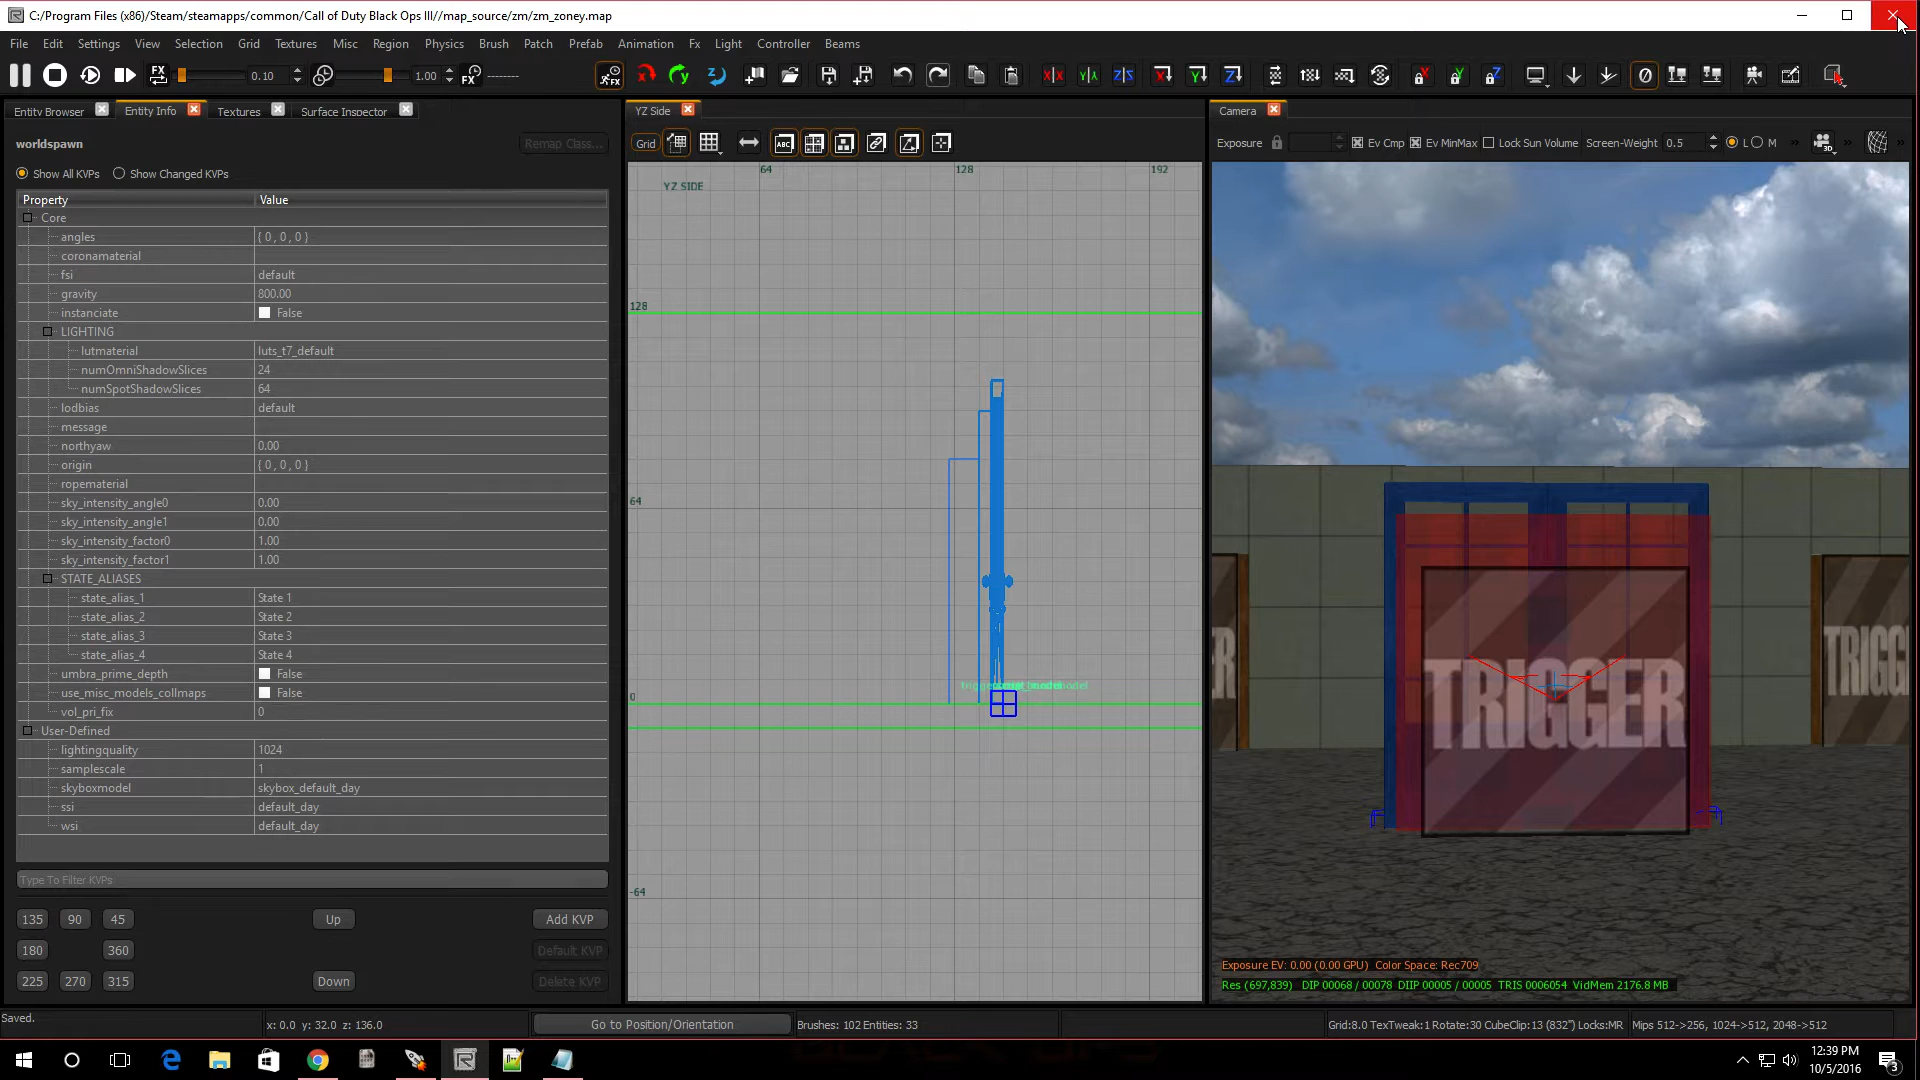 C:/Program Files (x86)/Steam/steamapps/common/Call of Duty Black Ops III//map_source/zm/zm_zoney.map
File Edit Settings View Selection Grid Textures Misc Region Physics Brush Patch Prefab Animation Fx Light Controller Beams
FX 0.10 1.00 FX --------
Entity Browser Entity Info Textures Surface Inspector YZ Side Camera
worldspawn Remap Class...
Grid ABC
Exposure Ev Cmp Ev MinMax Lock Sun Volume Screen-Weight 0.5 L M
Show All KVPs Show Changed KVPs
Property Value
Core
angles { 0 , 0 , 0 }
coronamaterial
fsi default
gravity 800.00
instanciate False
LIGHTING
lutmaterial luts_t7_default
numOmniShadowSlices 24
numSpotShadowSlices 64
lodbias default
message
northyaw 0.00
origin { 0 , 0 , 0 }
ropematerial
sky_intensity_angle0 0.00
sky_intensity_angle1 0.00
sky_intensity_factor0 1.00
sky_intensity_factor1 1.00
STATE_ALIASES
state_alias_1 State 1
state_alias_2 State 2
state_alias_3 State 3
state_alias_4 State 4
umbra_prime_depth False
use_misc_models_collmaps False
vol_pri_fix 0
User-Defined
lightingquality 1024
samplescale 1
skyboxmodel skybox_default_day
ssi default_day
wsi default_day
Type To Filter KVPs
135 90 45 Up Add KVP
180 360 Default KVP
225 270 315 Down Delete KVP
64 128 192
YZ SIDE
128
64
0
-64
TRIGGER
Exposure EV: 0.00 (0.00 GPU) Color Space: Rec709
Res (697,839) DIP 00068 / 00078 DIIP 00005 / 00005 TRIS 0006054 VidMem 2176.8 MB
Saved. x: 0.0 y: 32.0 z: 136.0 Go to Position/Orientation Brushes: 102 Entities: 33 Grid:8.0 TexTweak:1 Rotate:30 CubeClip:13 (832") Locks:MR Mips 512->256, 1024->512, 2048->512
12:39 PM
10/5/2016
3